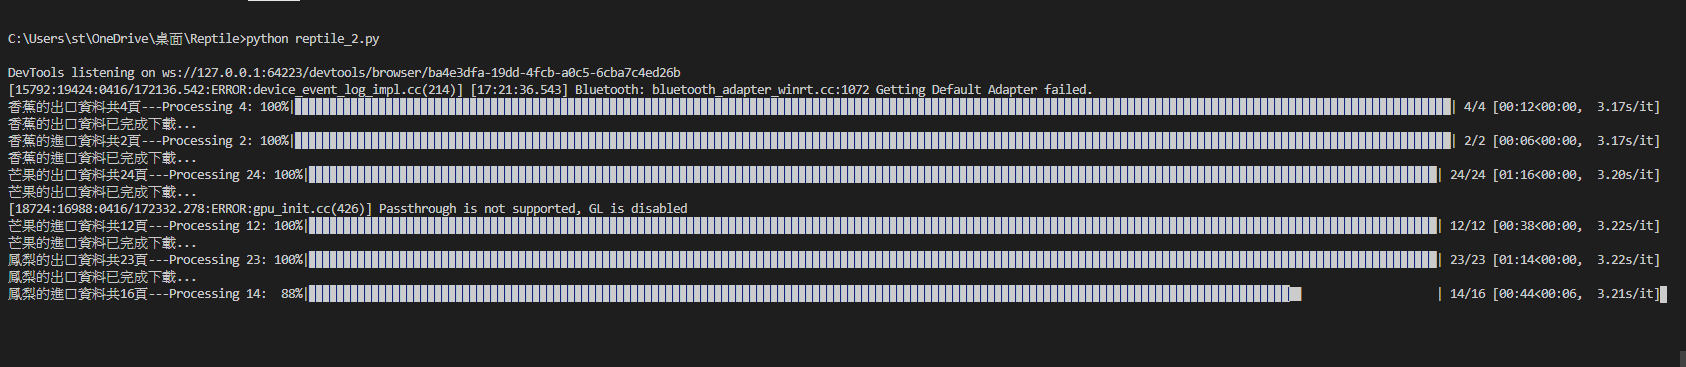 C:\Users\st\OneDrive\桌面\Reptile>python reptile_2.py
DevTools listening on ws://127.0.0.1:64223/devtools/browser/ba4e3dfa-19dd-4fcb-a0c5-6cba7c4ed26b
[15792:19424:0416/172136.542:ERROR:device_event_log_impl.cc(214)] [17:21:36.543] Bluetooth: bluetooth_adapter_winrt.cc:1072 Getting Default Adapter failed.
香蕉的出口資料共4頁---Processing 4: 100%| | 4/4 [00:12<00:00,  3.17s/it]
香蕉的出口資料已完成下載...
香蕉的進口資料共2頁---Processing 2: 100%| | 2/2 [00:06<00:00,  3.17s/it]
香蕉的進口資料已完成下載...
芒果的出口資料共24頁---Processing 24: 100%| | 24/24 [01:16<00:00,  3.20s/it]
芒果的出口資料已完成下載...
[18724:16988:0416/172332.278:ERROR:gpu_init.cc(426)] Passthrough is not supported, GL is disabled
芒果的進口資料共12頁---Processing 12: 100%| | 12/12 [00:38<00:00,  3.22s/it]
芒果的進口資料已完成下載...
鳳梨的出口資料共23頁---Processing 23: 100%| | 23/23 [01:14<00:00,  3.22s/it]
鳳梨的出口資料已完成下載...
鳳梨的進口資料共16頁---Processing 14:  88%| | 14/16 [00:44<00:06,  3.21s/it]